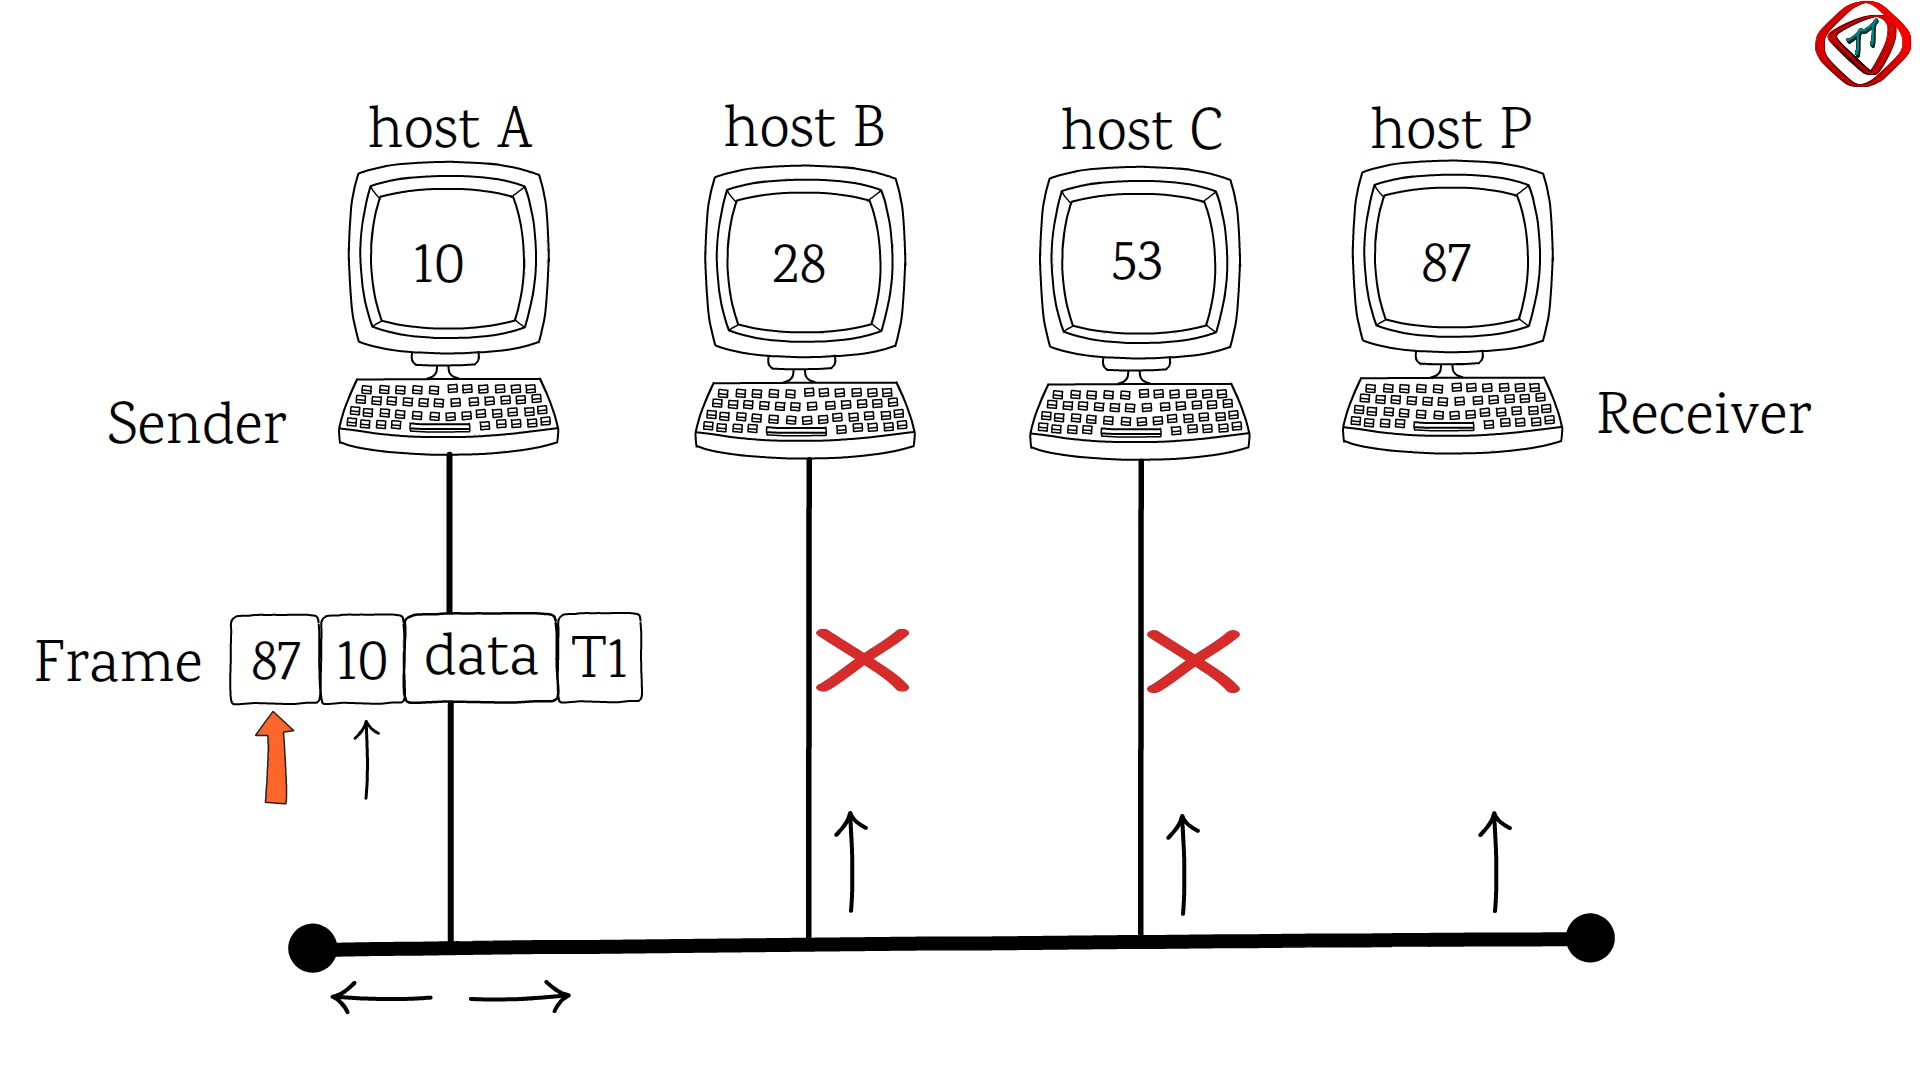 host A
host B
host C
host P
10
28
53
87
Sender
Receiver
Frame 87 10 data T1